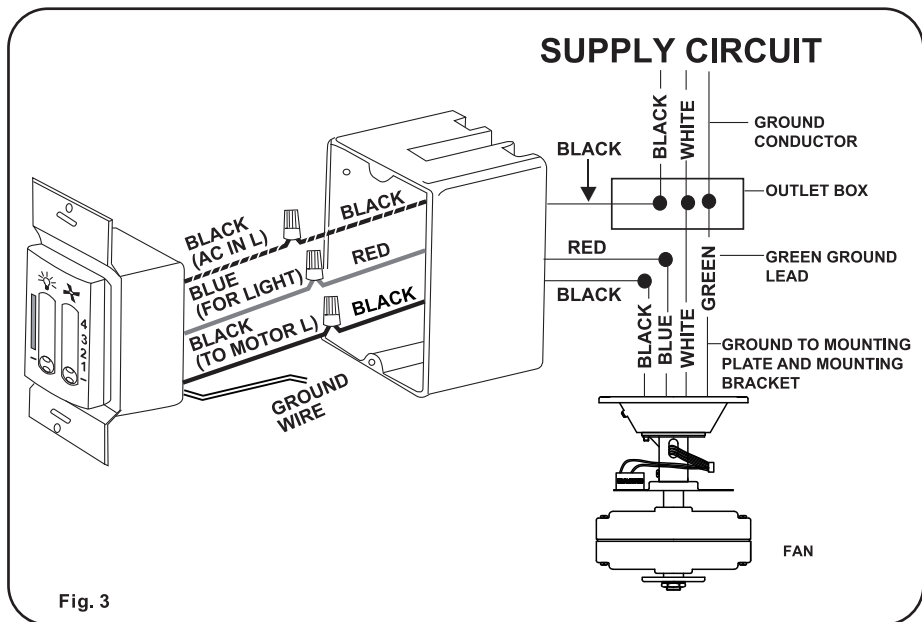 SUPPLY CIRCUIT
BLACK
WHITE
GROUND
CONDUCTOR
BLACK
OUTLET BOX
BLACK
(AC IN L)
BLACK
BLUE
(FOR LIGHT)
RED
BLACK
(TO MOTOR L)
BLACK
GROUND
WIRE
4
3
2
1
RED
BLACK
GREEN
GREEN GROUND
LEAD
BLACK
BLUE
WHITE
GROUND TO MOUNTING
PLATE AND MOUNTING
BRACKET
FAN
Fig. 3